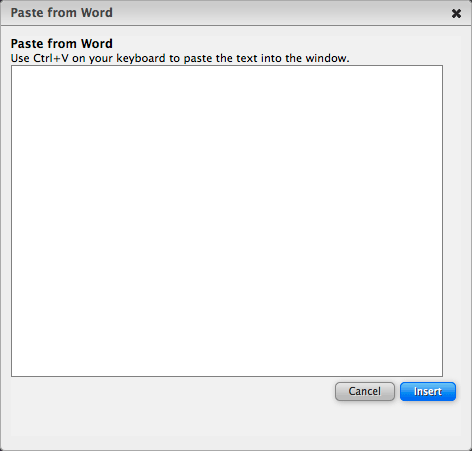 Paste from Word
Paste from Word
Use Ctrl+V on your keyboard to paste the text into the window.
Cancel
Insert